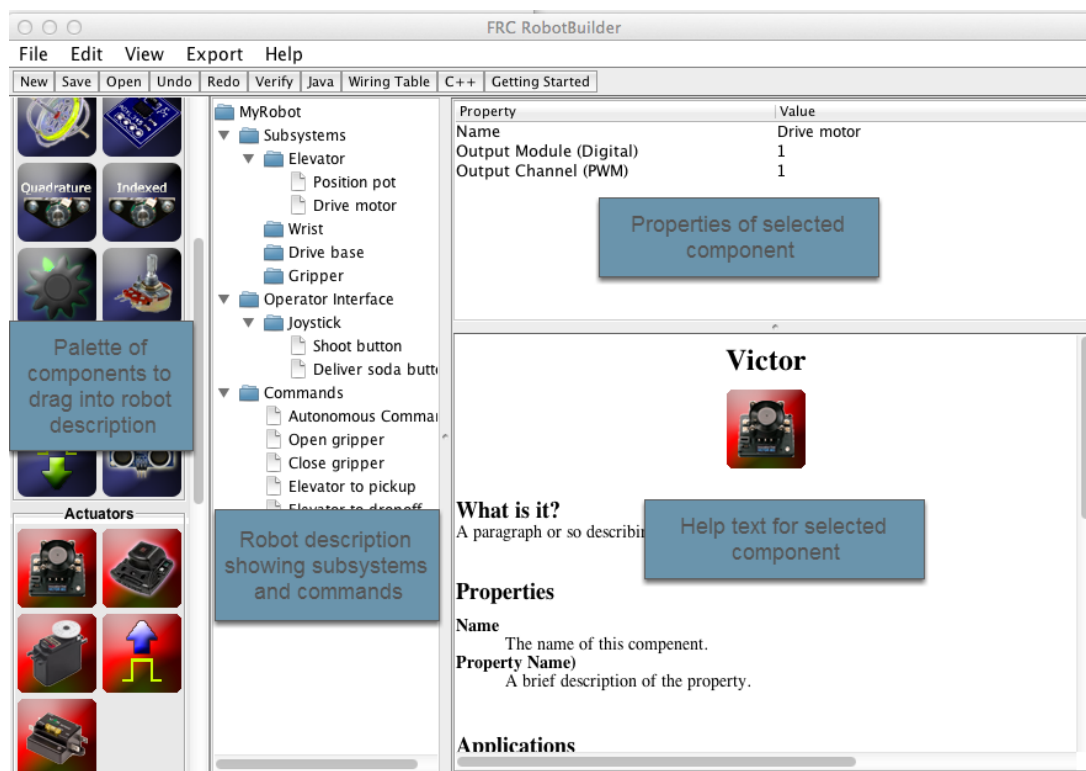 FRC RobotBuilder
File Edit View Export Help
New Save Open Undo Redo Verify Java Wiring Table C++ Getting Started
Quadrature Indexed
Palette of
components to
drag into robot
description
Actuators
MyRobot
Subsystems
Elevator
Position pot
Drive motor
Wrist
Drive base
Gripper
Operator Interface
Joystick
Shoot button
Deliver soda butt
Commands
Autonomous Comma
Open gripper
Close gripper
Elevator to pickup
Elevator to dropoff
Robot description
showing subsystems
and commands
Property Value
Name Drive motor
Output Module (Digital) 1
Output Channel (PWM) 1
Properties of selected
component
Victor
What is it?
A paragraph or so describin
Help text for selected
component
Properties
Name
The name of this compenent.
Property Name)
A brief description of the property.
Applications